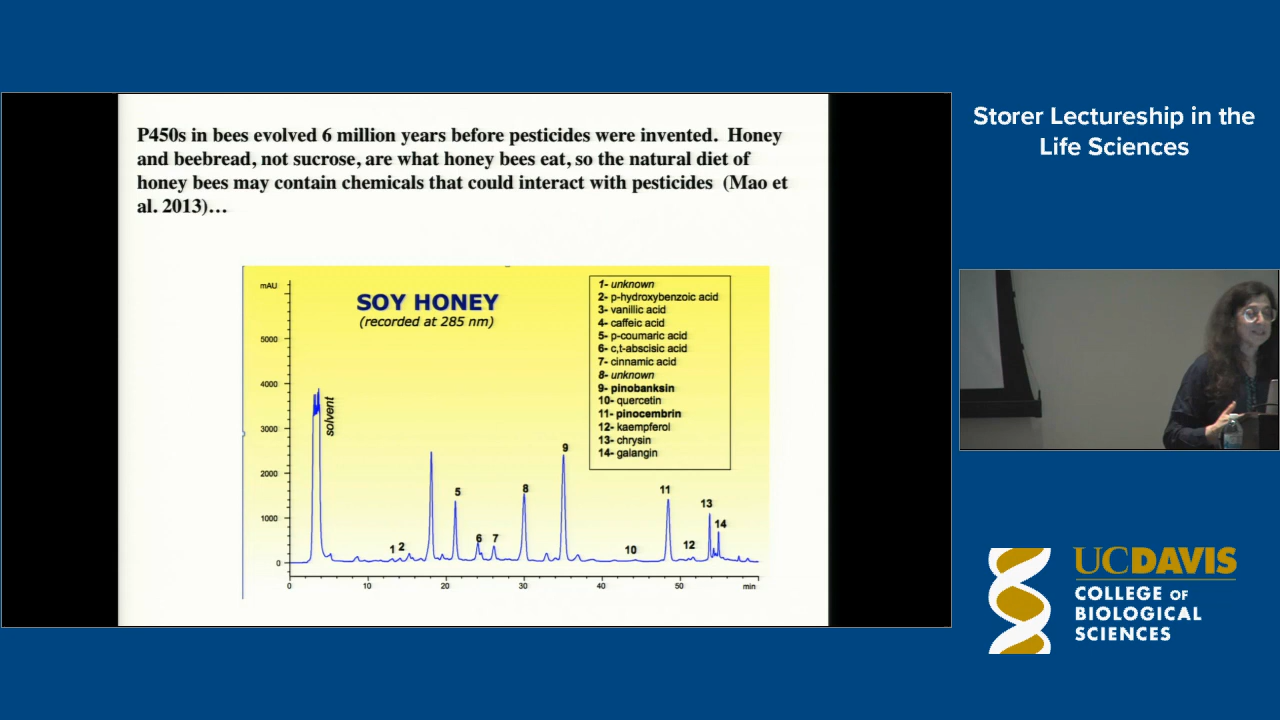 P450s in bees evolved 6 million years before pesticides were invented. Honey
and beebread, not sucrose, are what honey bees eat, so the natural diet of
honey bees may contain chemicals that could interact with pesticides (Mao et
al. 2013)…
mAU
SOY HONEY
(recorded at 285 nm)
1- unknown
2- p-hydroxybenzoic acid
3- vanillic acid
4- caffeic acid
5- p-coumaric acid
6- c,t-abscisic acid
7- cinnamic acid
8- unknown
9- pinobanksin
10- quercetin
11- pinocembrin
12- kaempferol
13- chrysin
14- galangin
5000
4000
3000
2000
1000
0
solvent
1
2
5
6
7
8
9
10
11
12
13
14
0
10
20
30
40
50
min
Storer Lectureship in the
Life Sciences
UCDAVIS
COLLEGE OF
BIOLOGICAL
SCIENCES